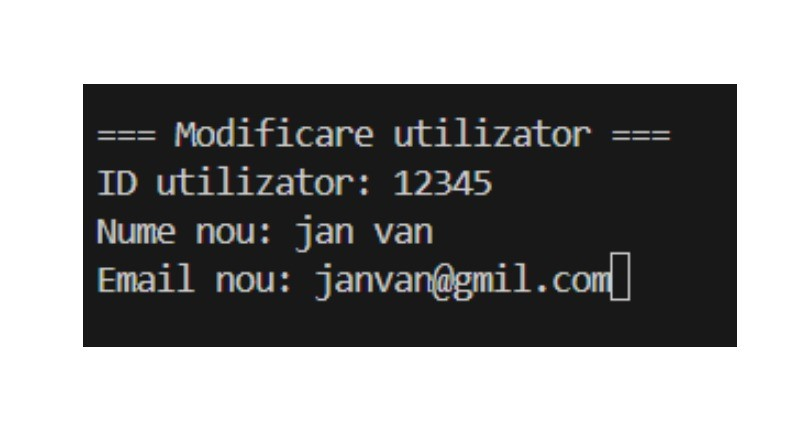 === Modificare utilizator ===
ID utilizator: 12345
Nume nou: jan van
Email nou: janvan@gmil.com